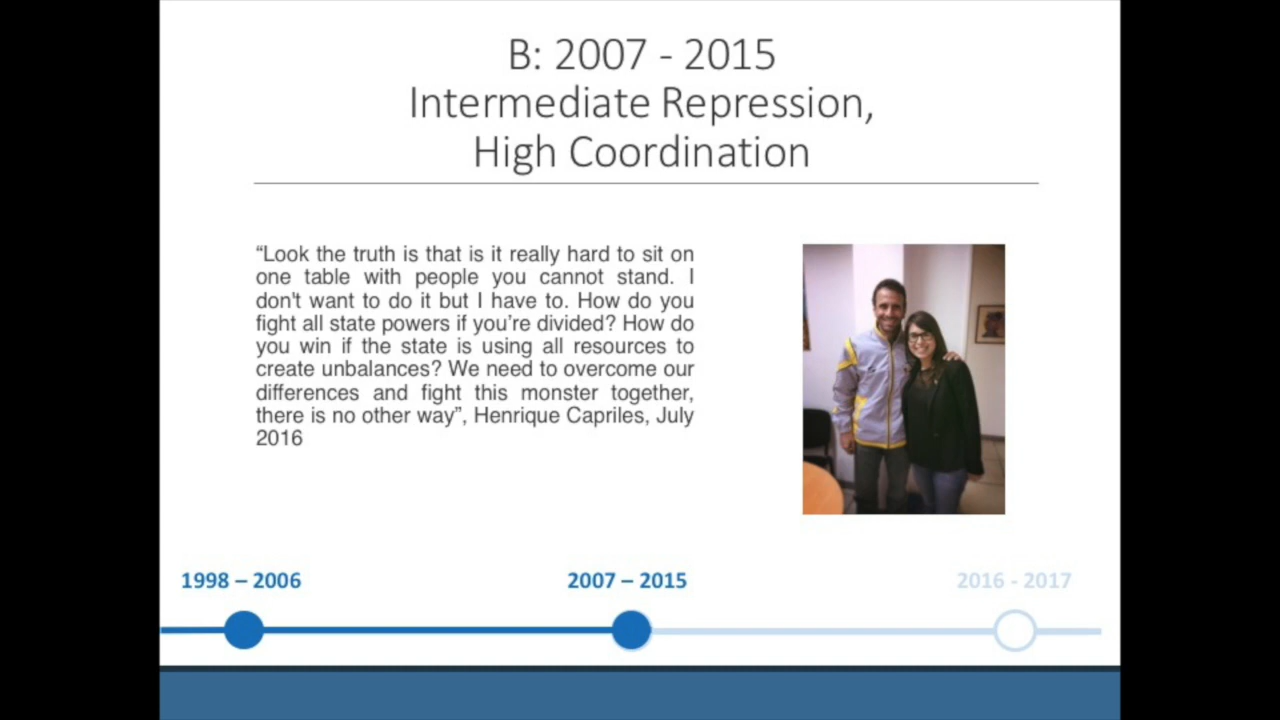 B: 2007 - 2015
Intermediate Repression,
High Coordination
“Look the truth is that is it really hard to sit on
one table with people you cannot stand. I
don't want to do it but I have to. How do you
fight all state powers if you’re divided? How do
you win if the state is using all resources to
create unbalances? We need to overcome our
differences and fight this monster together,
there is no other way”, Henrique Capriles, July
2016
1998 – 2006
2007 – 2015
2016 - 2017